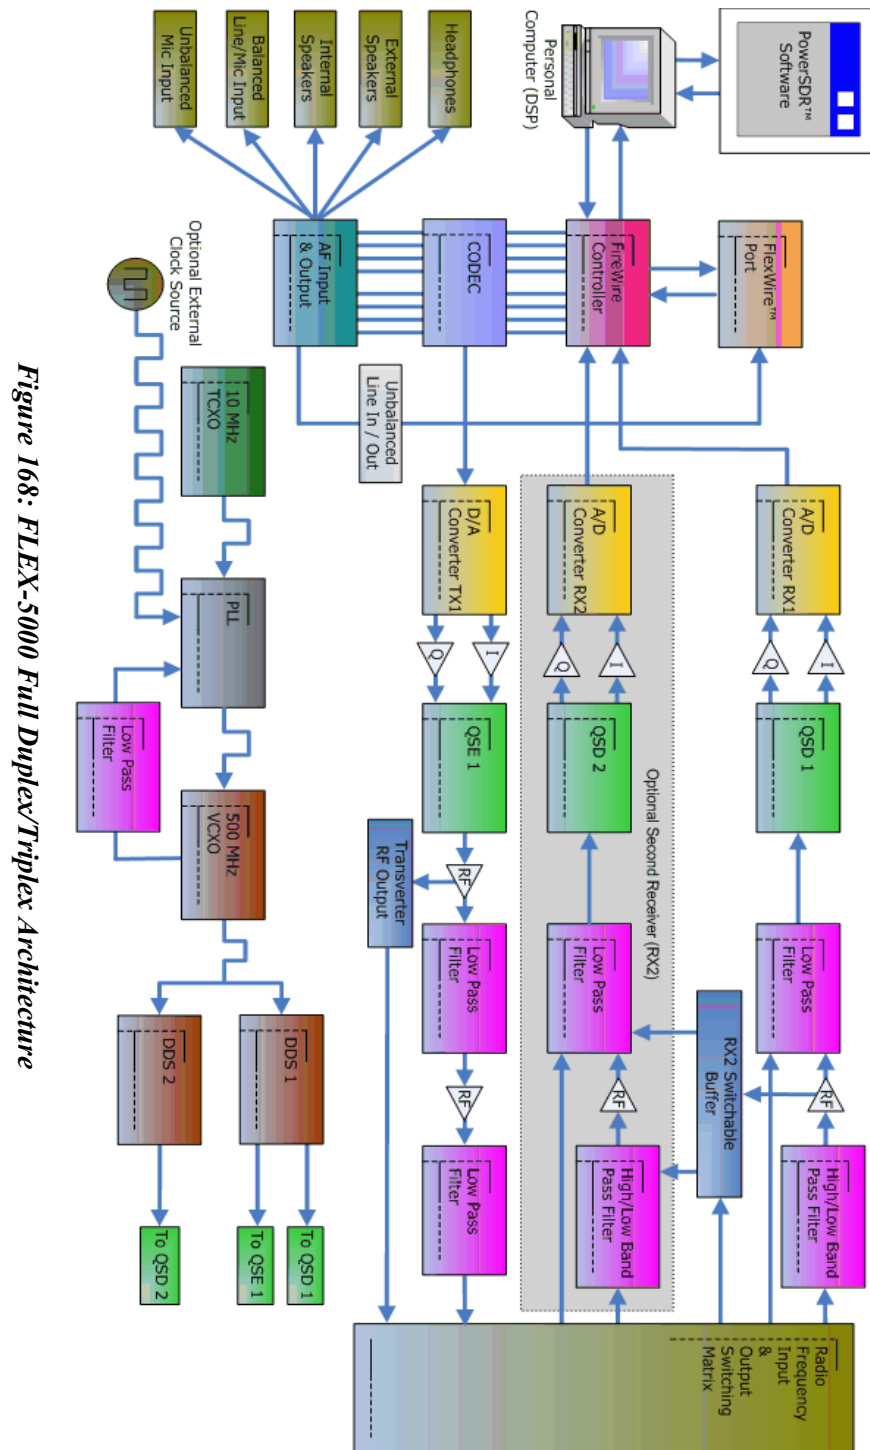 PowerSDR™
Software
Personal
Computer (DSP)
Headphones
External
Speakers
Internal
Speakers
Balanced
Line/Mic Input
Unbalanced
Mic Input
FlexWire™
Port
FireWire
Controller
CODEC
AF Input
& Output
Optional External
Clock Source
Unbalanced
Line In / Out
10 MHz
TCXO
A/D
Converter RX1
A/D
Converter RX2
D/A
Converter TX1
PLL
I
Q
I
Q
I
Q
QSD 1
QSD 2
QSE 1
Low Pass
Filter
500 MHz
VCXO
Optional Second Receiver (RX2)
Transverter
RF Output
RF
Low Pass
Filter
Low Pass
Filter
Low Pass
Filter
RX2 Switchable
Buffer
RF
RF
RF
DDS 1
DDS 2
High/Low Band
Pass Filter
High/Low Band
Pass Filter
Low Pass
Filter
To QSD 1
To QSE 1
To QSD 2
Radio
Frequency
Input
&
Output
Switching
Matrix
Figure 168: FLEX-5000 Full Duplex/Triplex Architecture